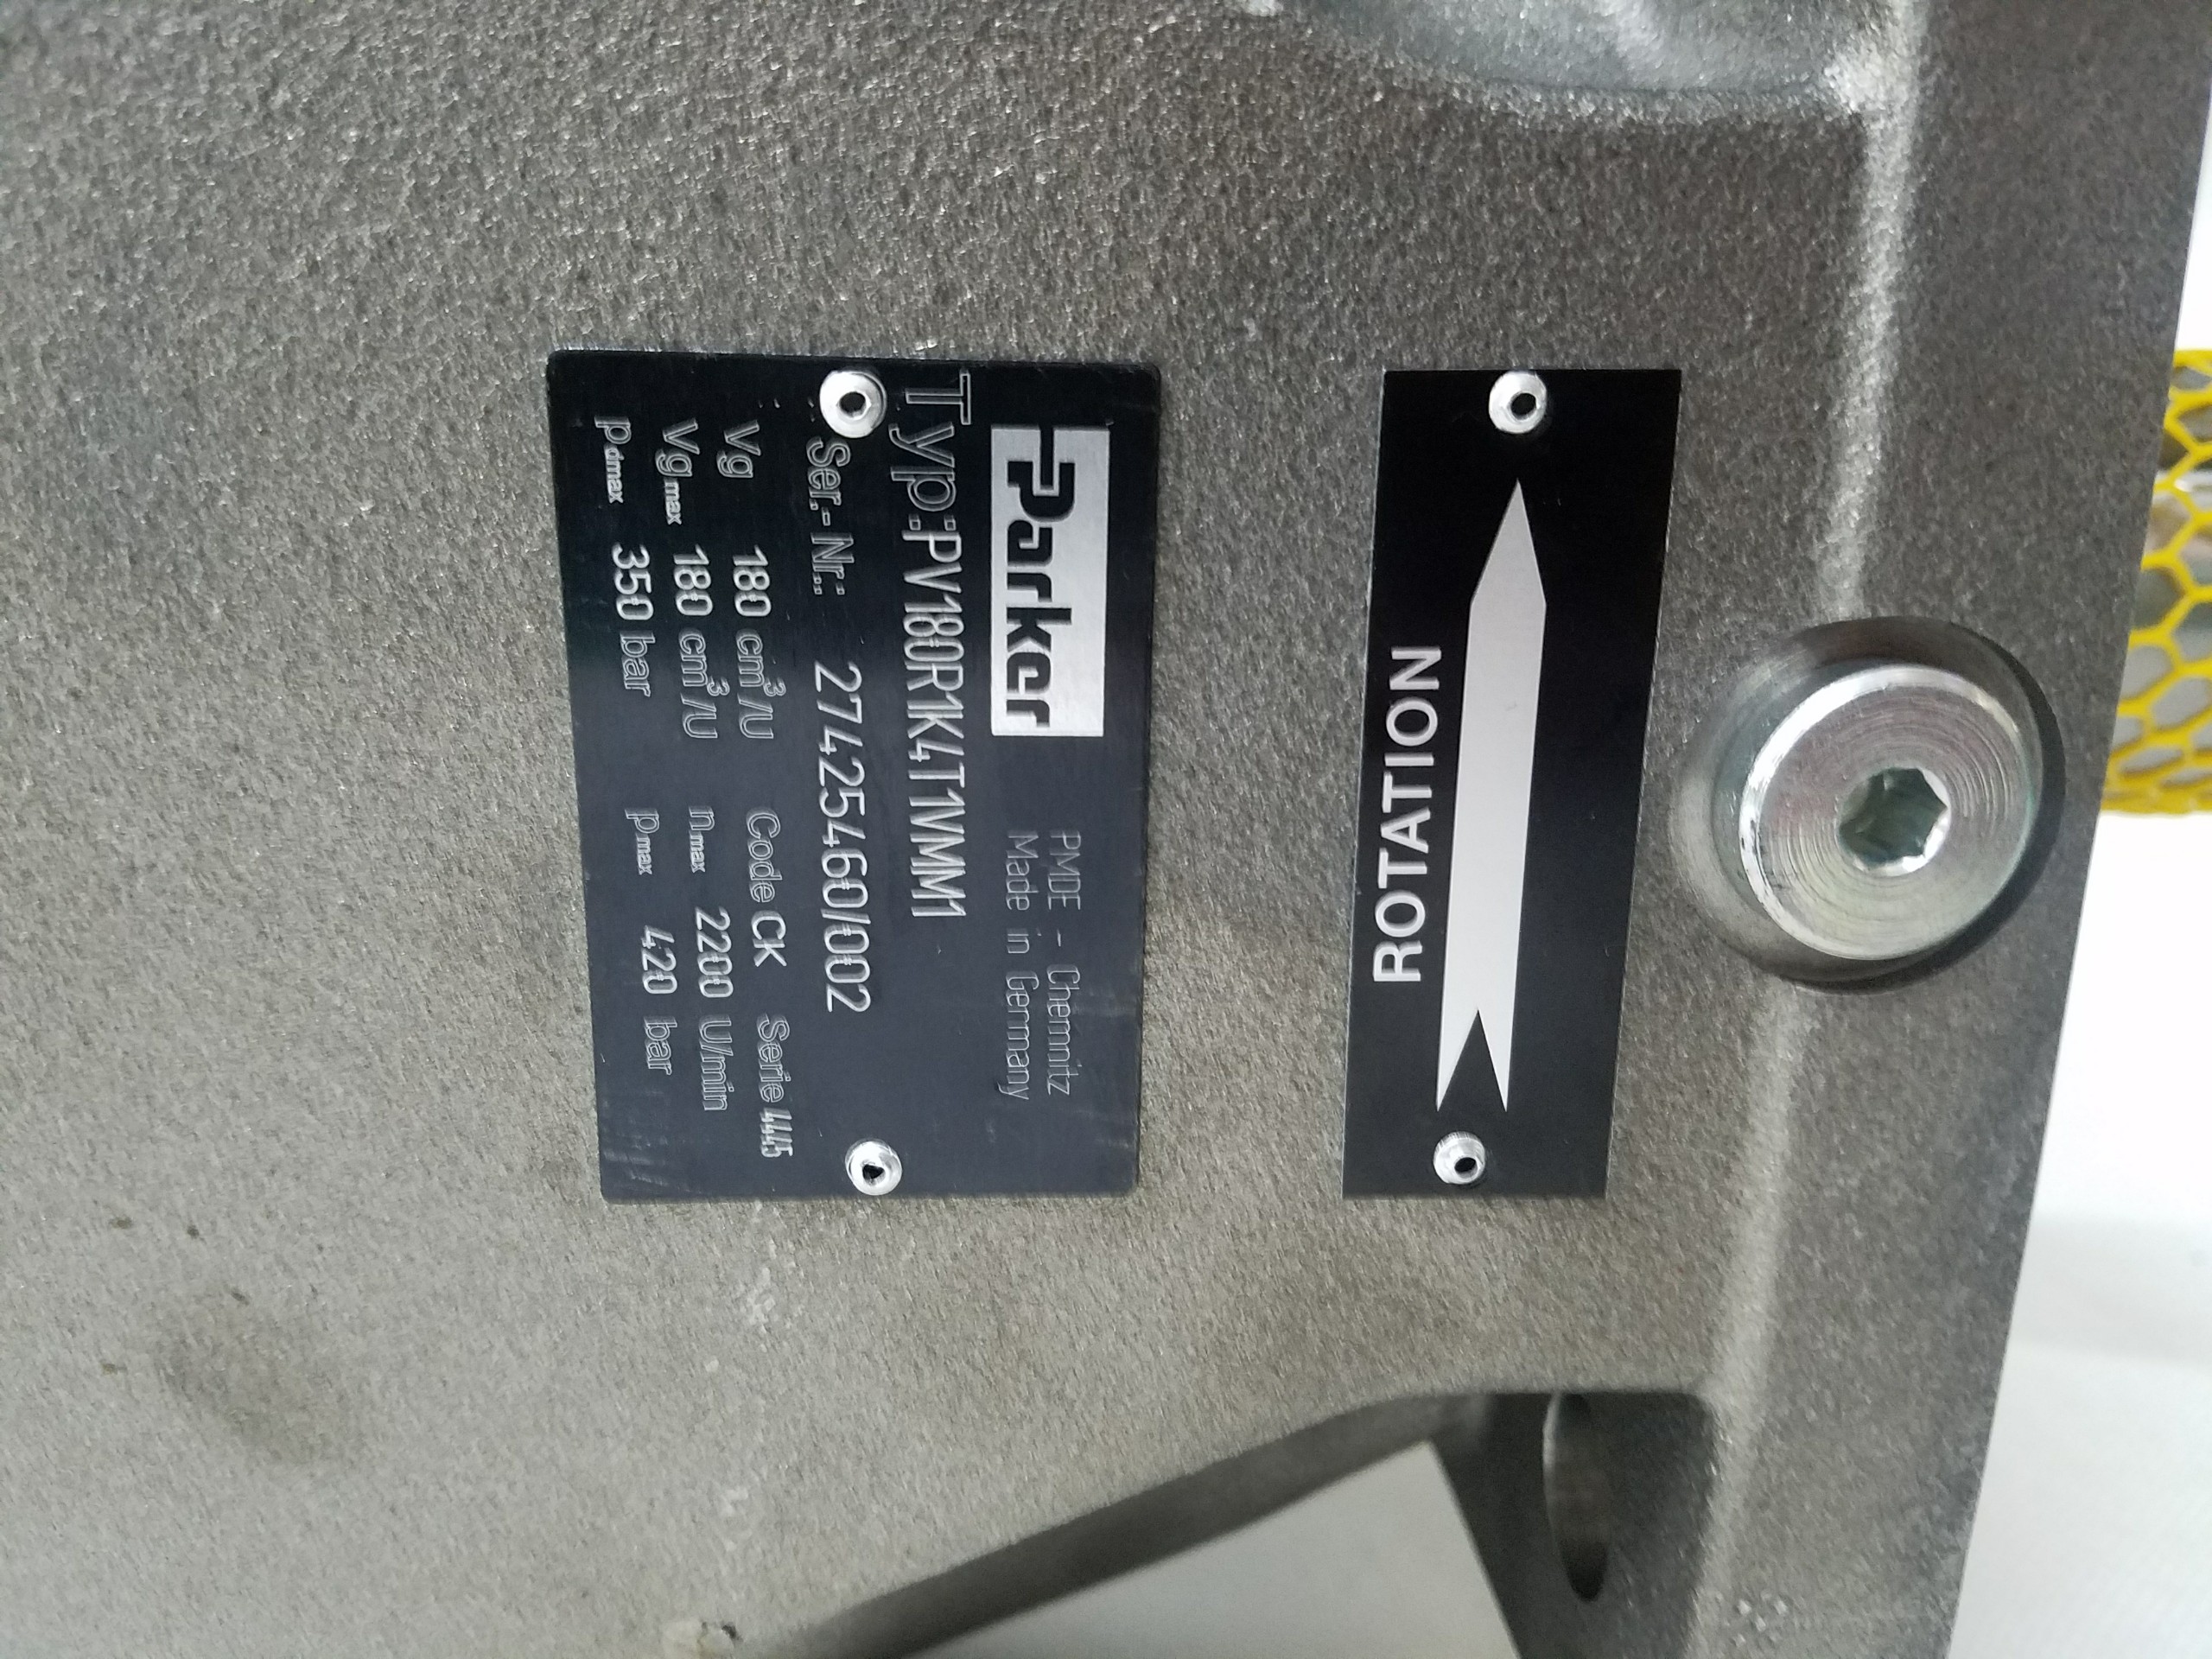 Parker
PMDE - Chemnitz
Made in Germany
Typ:PV180R1K4T1VMM1
Ser.-Nr.: 27425460/002
Vg 180 cm³/U Code CK Serie 4445
Vgmax 180 cm³/U nmax 2200 U/min
pdmax 350 bar pmax 420 bar
ROTATION